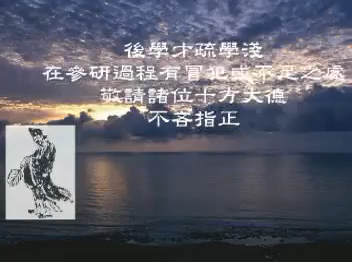 後學才疏學淺
在參研過程有冒犯或不足之處
敬請諸位十方大德
不吝指正